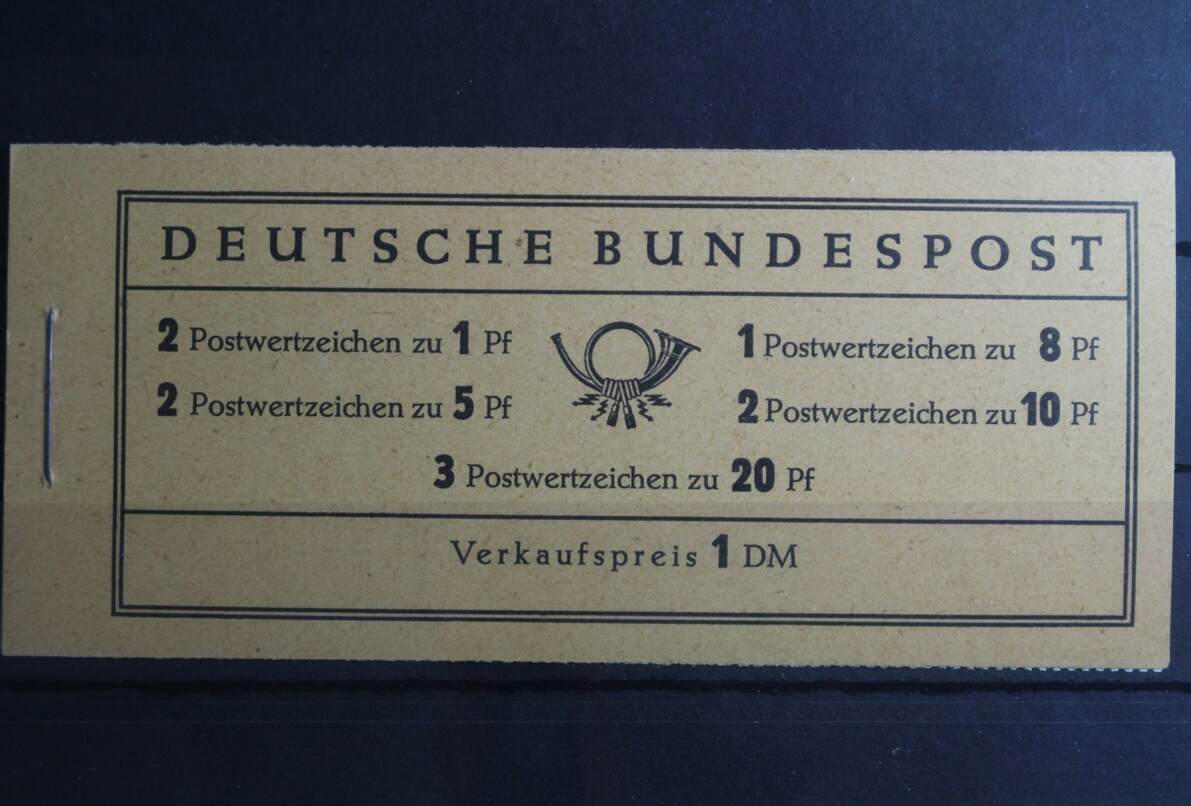 DEUTSCHE BUNDESPOST
2 Postwertzeichen zu 1 Pf
1 Postwertzeichen zu 8 Pf
2 Postwertzeichen zu 5 Pf
2 Postwertzeichen zu 10 Pf
3 Postwertzeichen zu 20 Pf
Verkaufspreis 1 DM